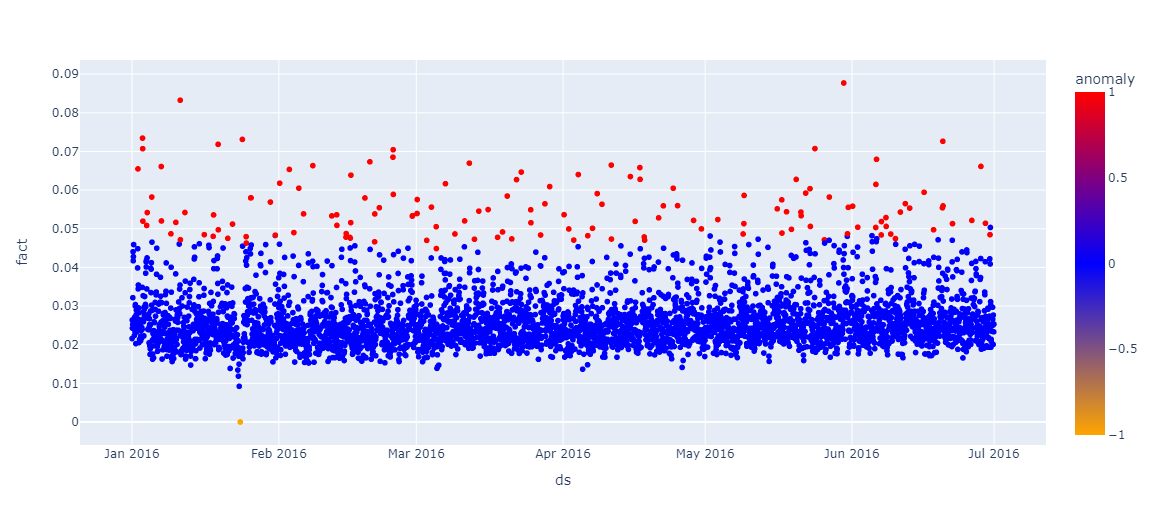 anomaly
0.09
0.08
0.07
0.06
0.05
0.04
0.03
0.02
0.01
0
fact
Jan 2016
Feb 2016
Mar 2016
Apr 2016
May 2016
Jun 2016
Jul 2016
ds
1
0.5
0
−0.5
−1